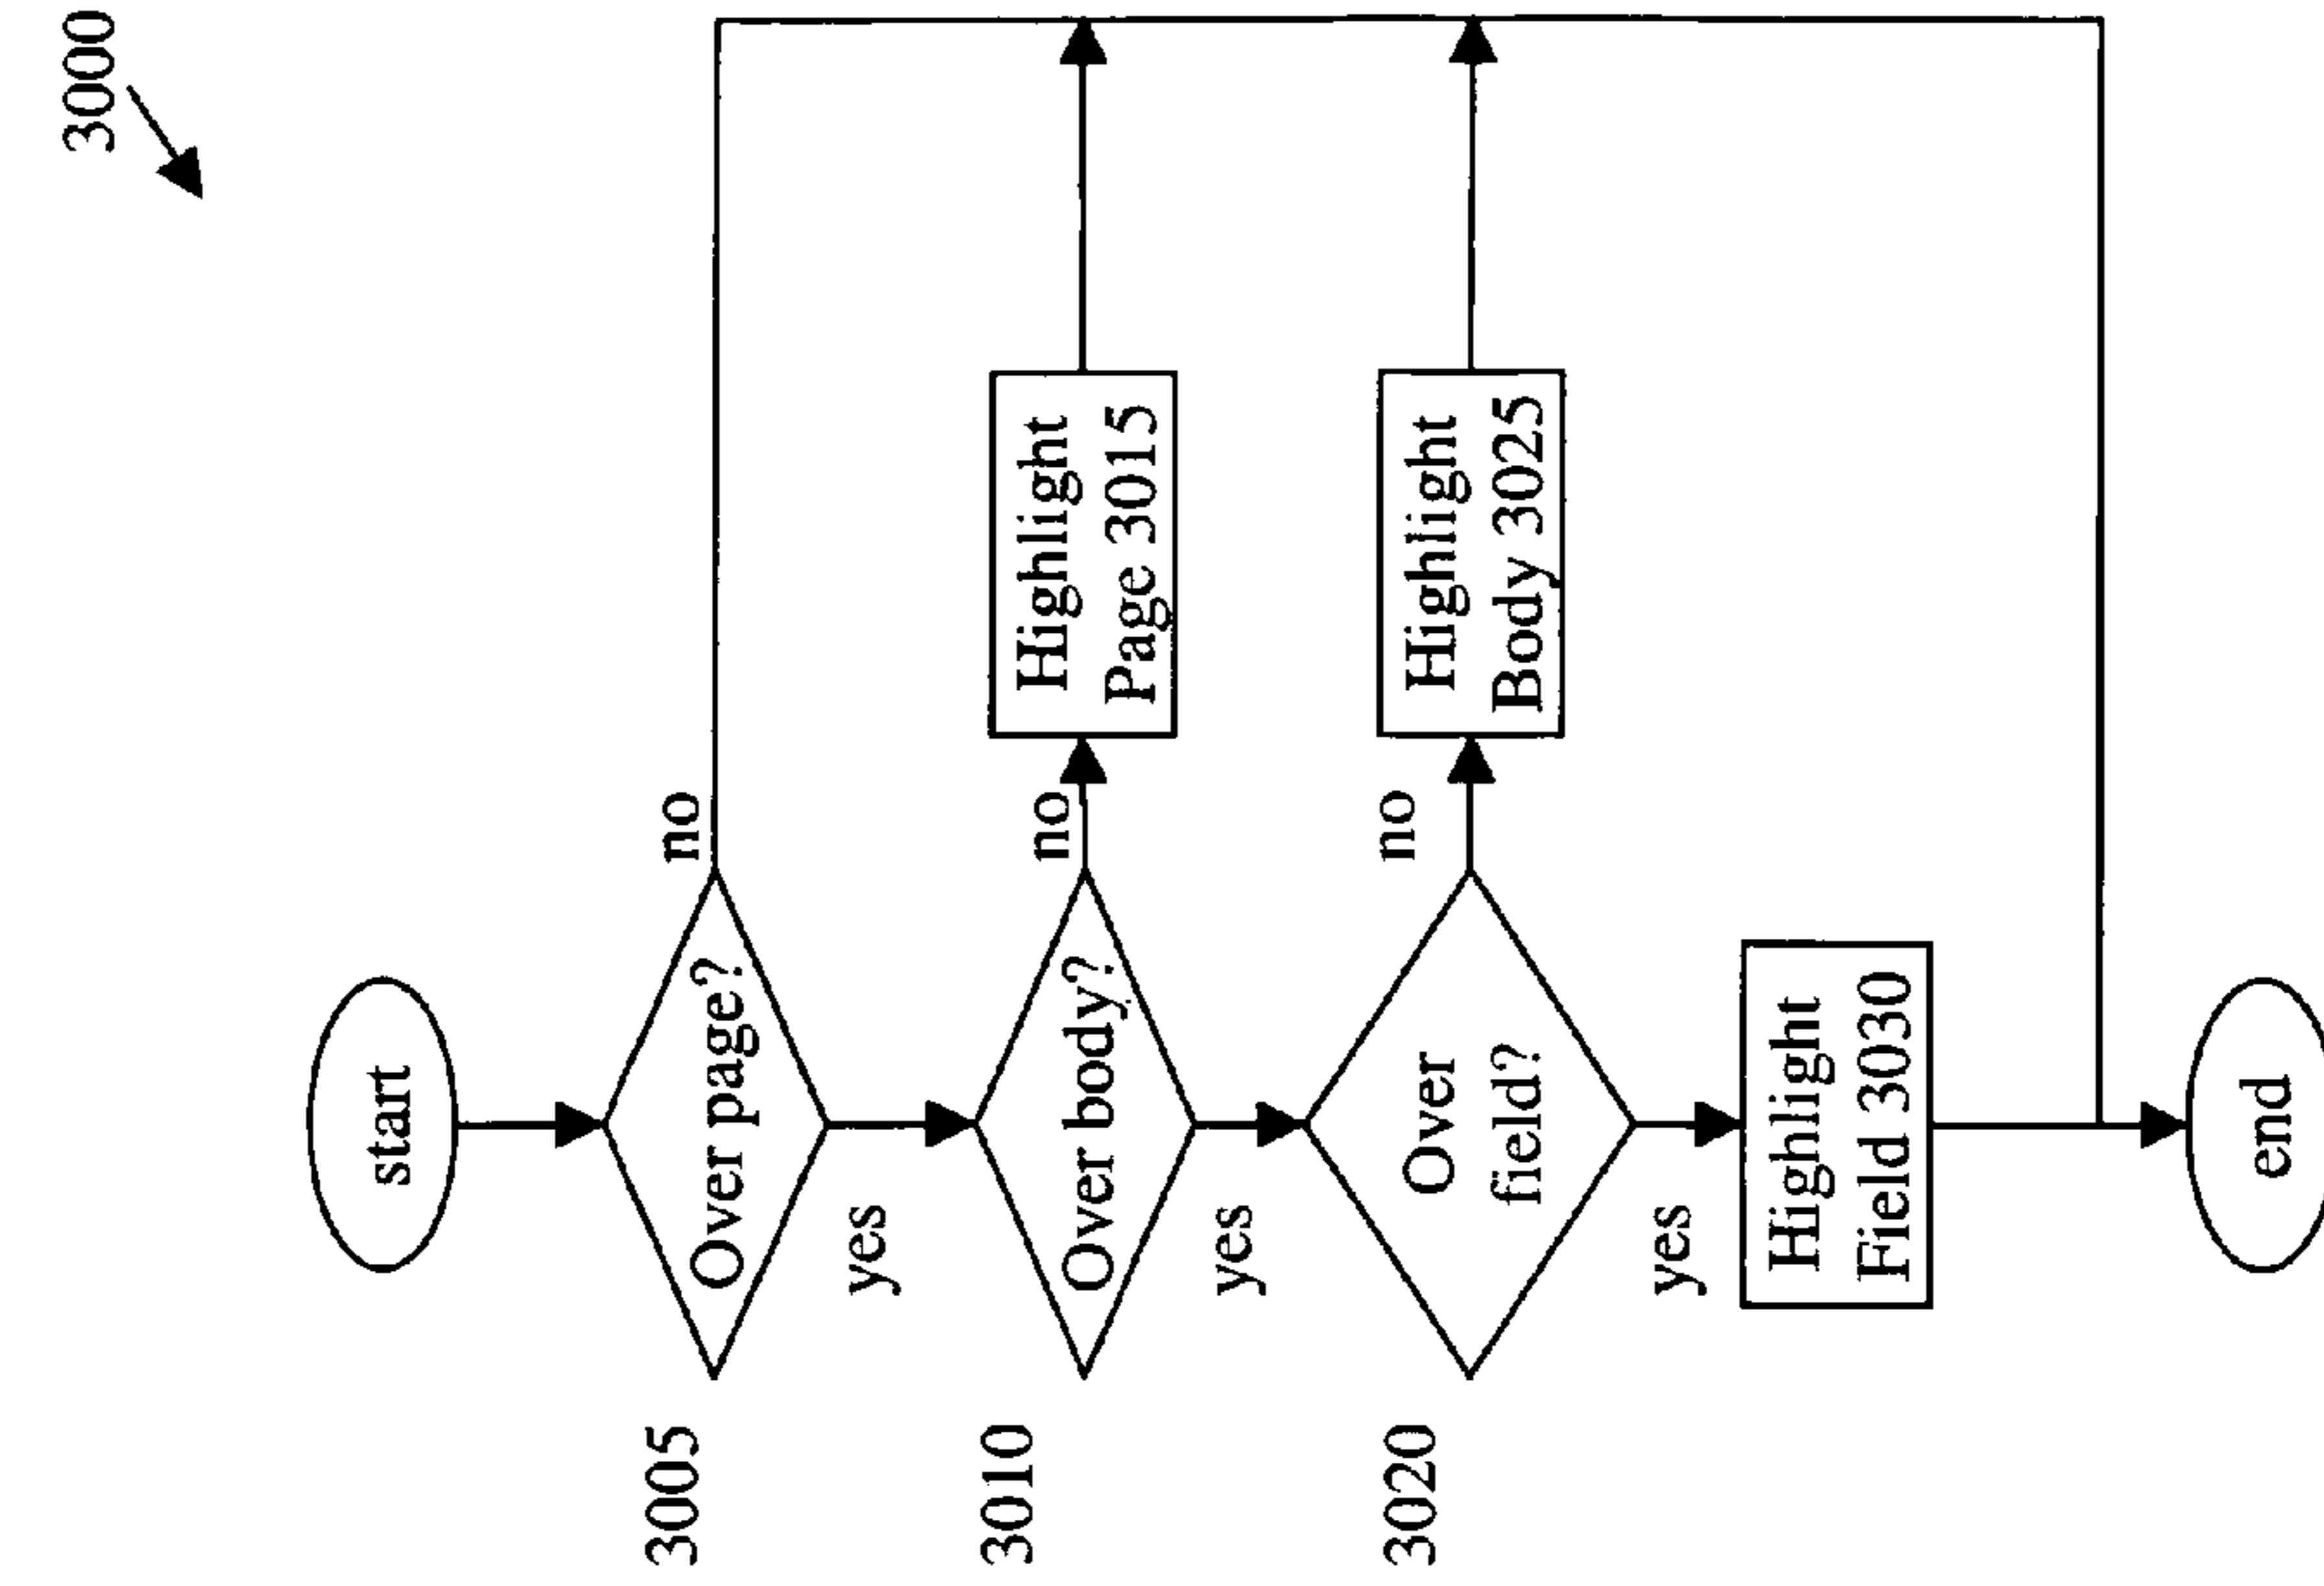 3000
start
3005
Over page?
no
yes
3010
Over body?
no
Highlight
Page 3015
yes
3020
Over
field?
no
Highlight
Body 3025
yes
Highlight
Field 3030
end